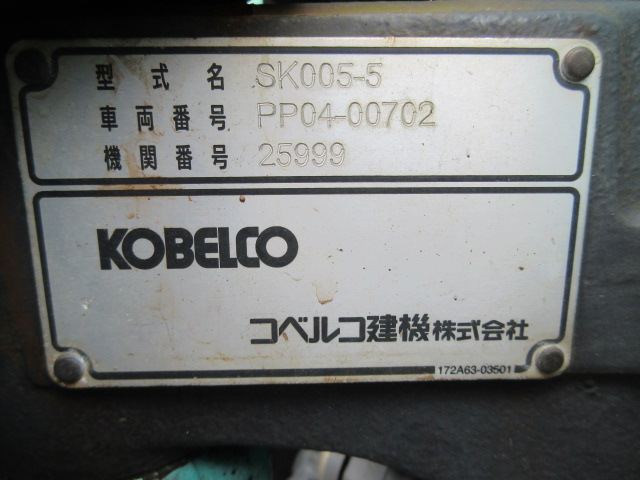 型式名 SK005-5
車両番号 PP04-00702
機関番号 25999
KOBELCO
コベルコ建機株式会社
172A63-03501